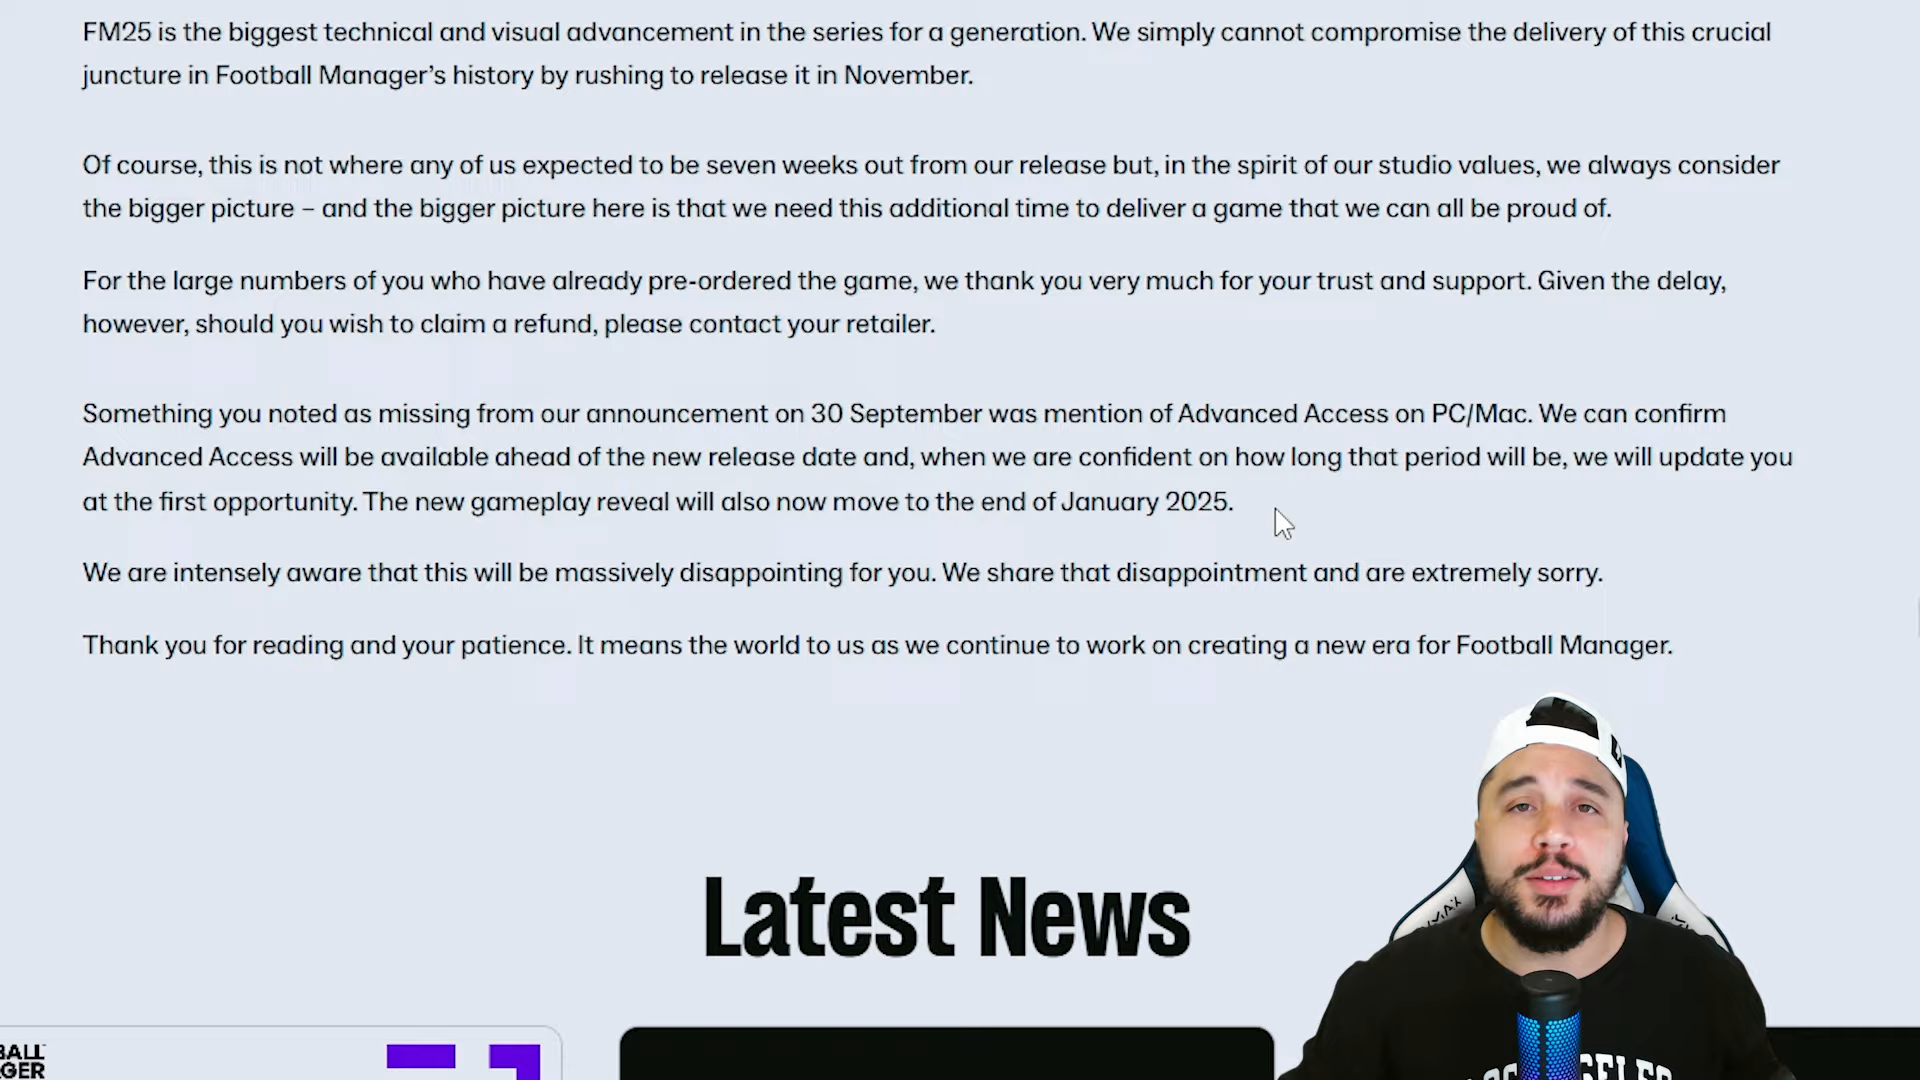 FM25 is the biggest technical and visual advancement in the series for a generation. We simply cannot compromise the delivery of this crucial
juncture in Football Manager’s history by rushing to release it in November.
Of course, this is not where any of us expected to be seven weeks out from our release but, in the spirit of our studio values, we always consider
the bigger picture – and the bigger picture here is that we need this additional time to deliver a game that we can all be proud of.
For the large numbers of you who have already pre-ordered the game, we thank you very much for your trust and support. Given the delay,
however, should you wish to claim a refund, please contact your retailer.
Something you noted as missing from our announcement on 30 September was mention of Advanced Access on PC/Mac. We can confirm
Advanced Access will be available ahead of the new release date and, when we are confident on how long that period will be, we will update you
at the first opportunity. The new gameplay reveal will also now move to the end of January 2025.
We are intensely aware that this will be massively disappointing for you. We share that disappointment and are extremely sorry.
Thank you for reading and your patience. It means the world to us as we continue to work on creating a new era for Football Manager.
Latest News
BALL
GER